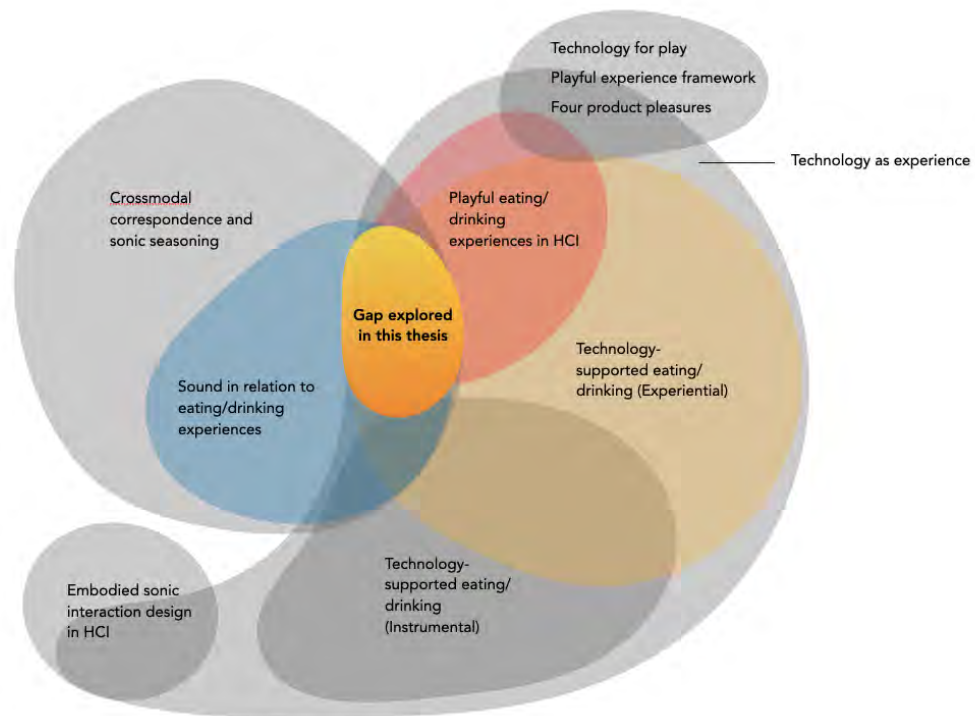 Technology for play
Playful experience framework
Four product pleasures
Technology as experience
Crossmodal
correspondence and
sonic seasoning
Playful eating/
drinking
experiences in HCI
Gap explored
in this thesis
Technology-
supported eating/
drinking (Experiential)
Sound in relation to
eating/drinking
experiences
Technology-
supported eating/
drinking
(Instrumental)
Embodied sonic
interaction design
in HCI